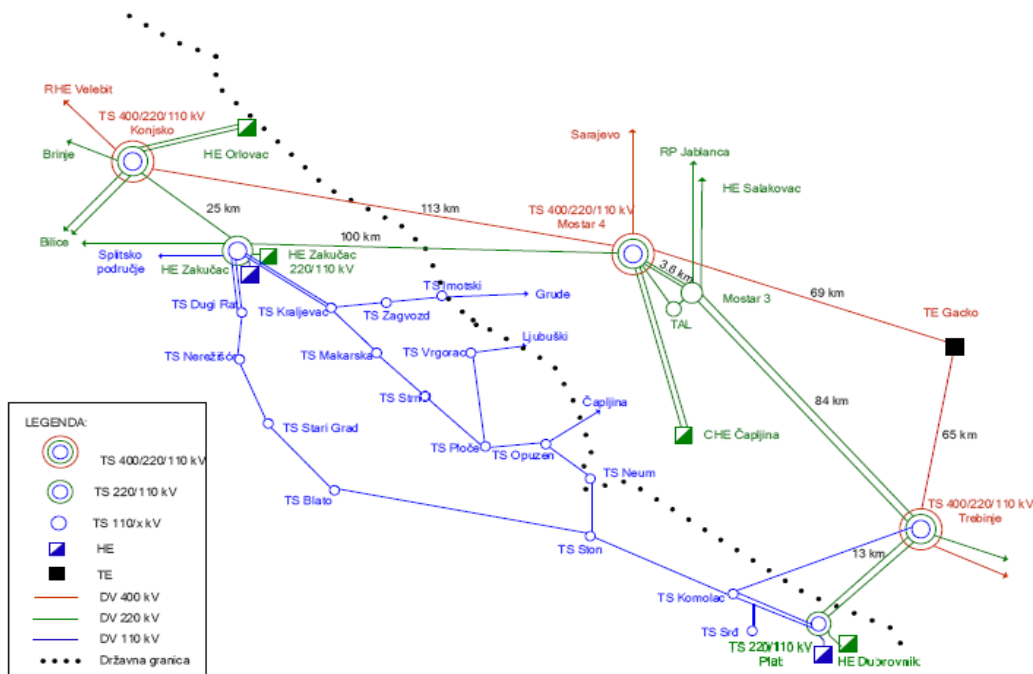 RHE Velebit
TS 400/220/110 kV
Konjsko
Brinje
HE Orlovac
Bilice
25 km
113 km
100 km
Splitsko
područje
HE Zakučac
HE Zakučac
220/110 kV
Sarajevo
RP Jablanca
HE Salakovac
TS 400/220/110 kV
Mostar 4
3.6 km
Mostar 3
TAL
69 km
TE Gacko
TS Dugi Rat
TS Kraljevac
TS Zagvozd
TS Imotski
Grude
TS Nerežišće
TS Makarska
TS Vrgorac
Ljubuški
TS Strn
84 km
65 km
TS Stari Grad
TS Ploče
TS Opuzen
Čapljina
CHE Čapljina
TS Neum
TS Blato
TS Ston
TS 400/220/110 kV
Trebinje
13 km
TS Komolac
TS Srđ
TS 220/110 kV
Plat
HE Dubrovnik
LEGENDA:
TS 400/220/110 kV
TS 220/110 kV
TS 110/x kV
HE
TE
DV 400 kV
DV 220 kV
DV 110 kV
Državna granica